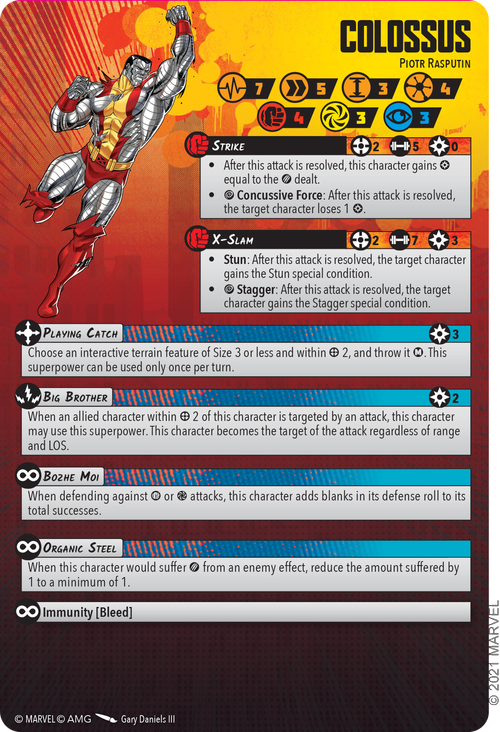 COLOSSUS
Piotr Rasputin
7 5 3 4
4 3 3
Strike 2 5 0
• After this attack is resolved, this character gains
equal to the dealt.
• Concussive Force: After this attack is resolved,
the target character loses 1 .
X-Slam 2 7 3
• Stun: After this attack is resolved, the target character
gains the Stun special condition.
• Stagger: After this attack is resolved, the target
character gains the Stagger special condition.
Playing Catch 3
Choose an interactive terrain feature of Size 3 or less and within 2, and throw it M. This
superpower can be used only once per turn.
Big Brother 2
When an allied character within 2 of this character is targeted by an attack, this character
may use this superpower. This character becomes the target of the attack regardless of range
and LOS.
Bozhe Moi
When defending against or attacks, this character adds blanks in its defense roll to its
total successes.
Organic Steel
When this character would suffer from an enemy effect, reduce the amount suffered by
1 to a minimum of 1.
Immunity [Bleed]
© MARVEL © AMG Gary Daniels III
© 2021 MARVEL